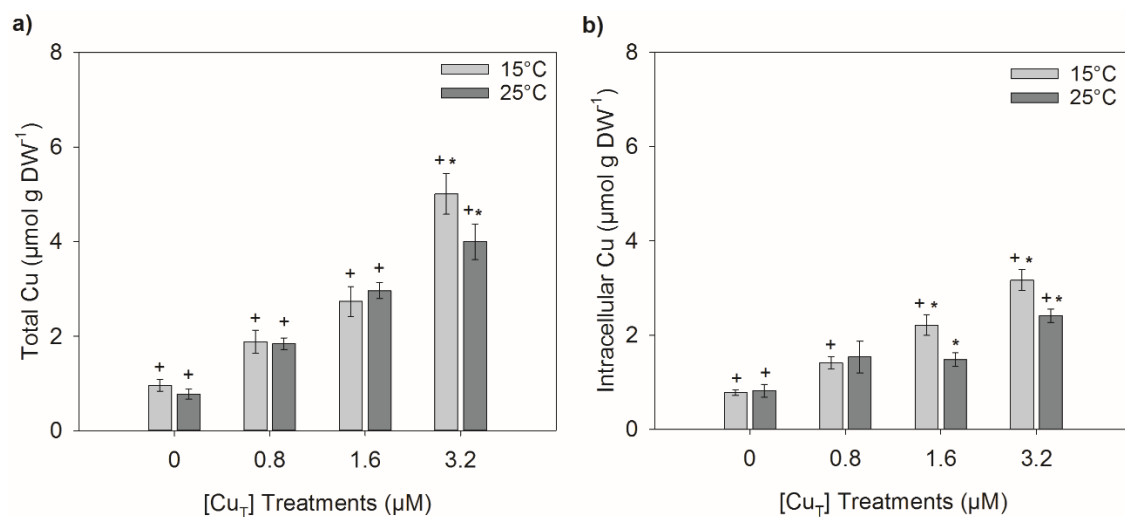 a)
Total Cu (µmol g DW⁻¹)
8
6
4
2
0
15°C
25°C
+ +
+ +
+ +
+ *
+*
0 0.8 1.6 3.2
[Cu_T] Treatments (µM)
b)
Intracellular Cu (µmol g DW⁻¹)
8
6
4
2
0
15°C
25°C
+ +
+
+ *
*
+ *
+ *
0 0.8 1.6 3.2
[Cu_T] Treatments (µM)